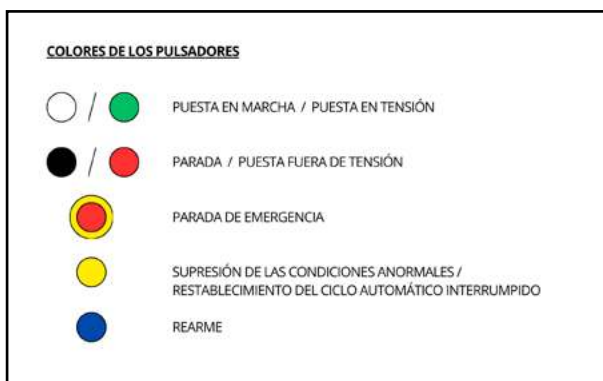 COLORES DE LOS PULSADORES
/ PUESTA EN MARCHA / PUESTA EN TENSIÓN
/ PARADA / PUESTA FUERA DE TENSIÓN
PARADA DE EMERGENCIA
SUPRESIÓN DE LAS CONDICIONES ANORMALES /
RESTABLECIMIENTO DEL CICLO AUTOMÁTICO INTERRUMPIDO
REARME